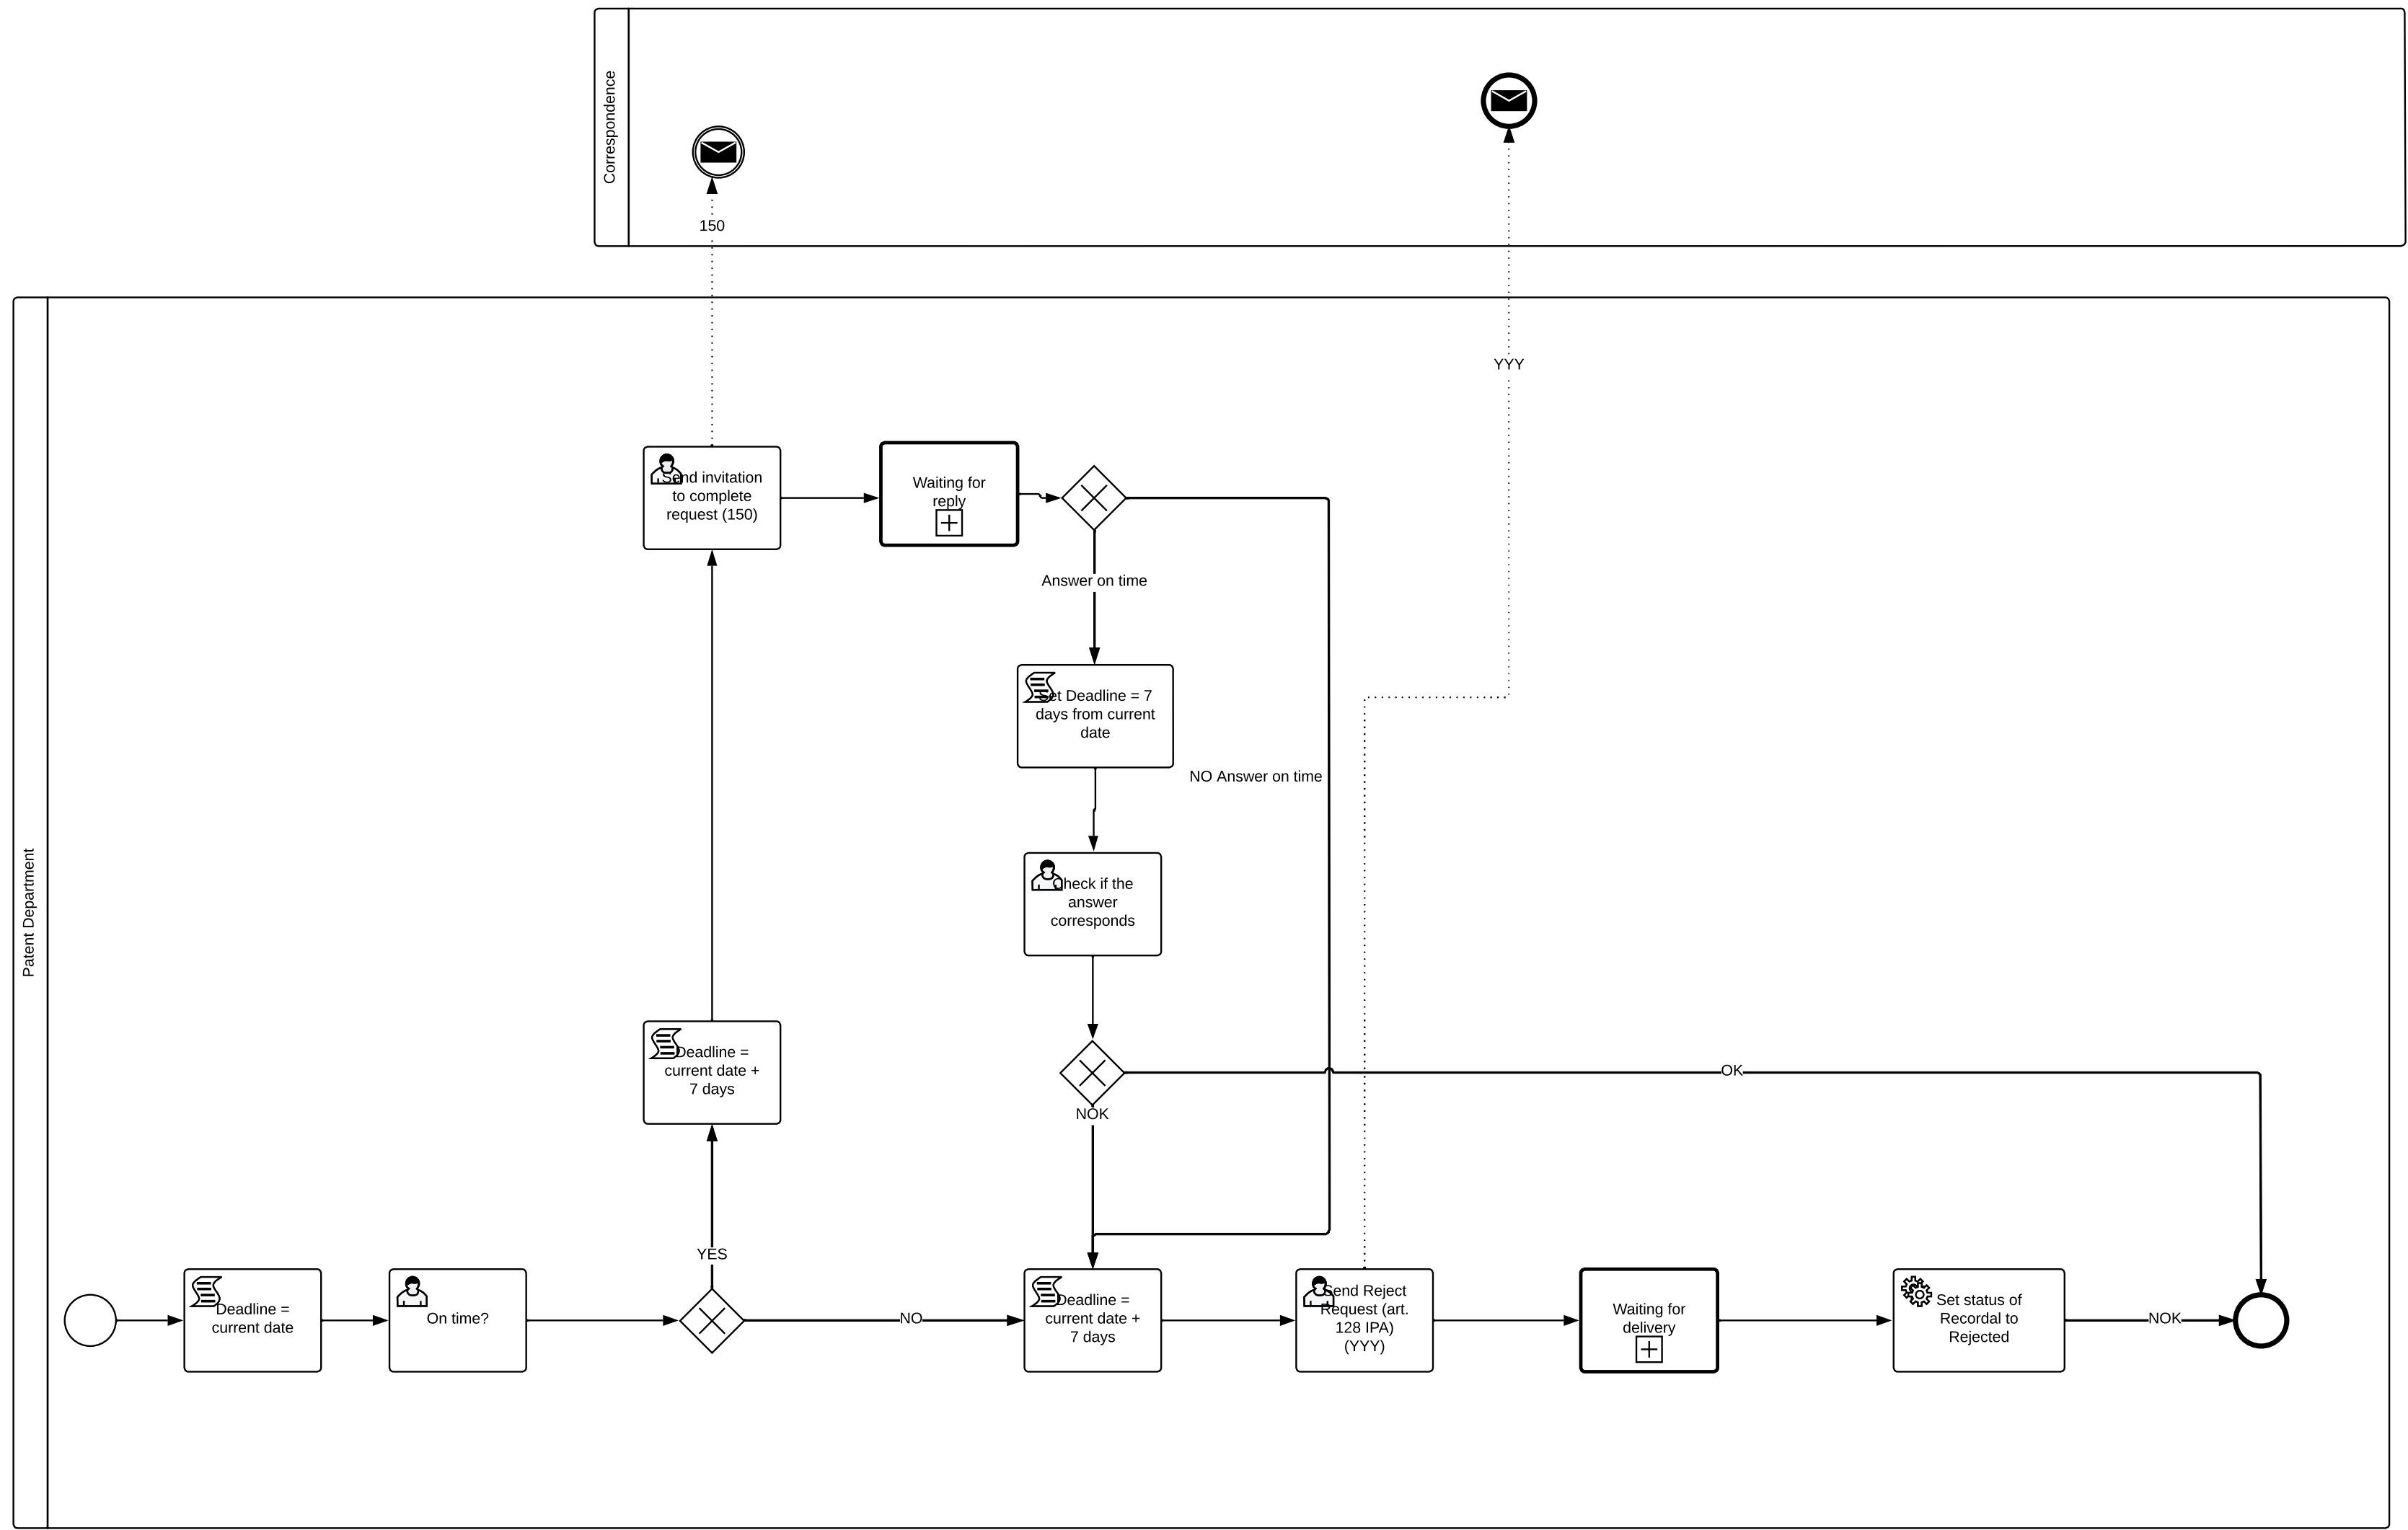 Correspondence
150
YYY
Patent Department
Send invitation
to complete
request (150)
Waiting for
reply
Answer on time
Set Deadline = 7
days from current
date
NO Answer on time
Check if the
answer
corresponds
Deadline =
current date +
7 days
OK
NOK
YES
Deadline =
current date
On time?
NO
Deadline =
current date +
7 days
Send Reject
Request (art.
128 IPA)
(YYY)
Waiting for
delivery
Set status of
Recordal to
Rejected
NOK